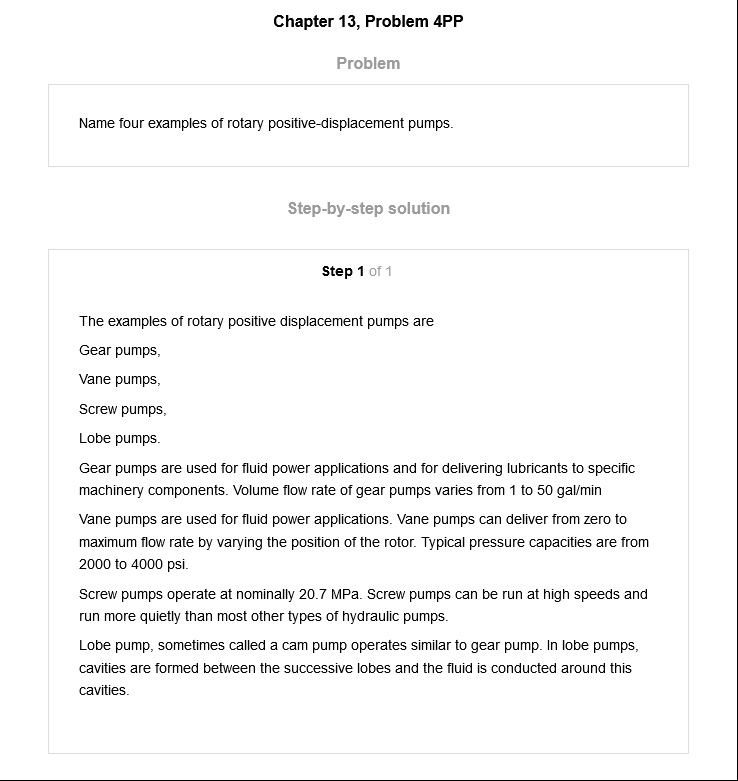 Chapter 13, Problem 4PP
Problem
Name four examples of rotary positive-displacement pumps.
Step-by-step solution
Step 1 of 1
The examples of rotary positive displacement pumps are
Gear pumps,
Vane pumps,
Screw pumps,
Lobe pumps.
Gear pumps are used for fluid power applications and for delivering lubricants to specific
machinery components. Volume flow rate of gear pumps varies from 1 to 50 gal/min
Vane pumps are used for fluid power applications. Vane pumps can deliver from zero to
maximum flow rate by varying the position of the rotor. Typical pressure capacities are from
2000 to 4000 psi.
Screw pumps operate at nominally 20.7 MPa. Screw pumps can be run at high speeds and
run more quietly than most other types of hydraulic pumps.
Lobe pump, sometimes called a cam pump operates similar to gear pump. In lobe pumps,
cavities are formed between the successive lobes and the fluid is conducted around this
cavities.